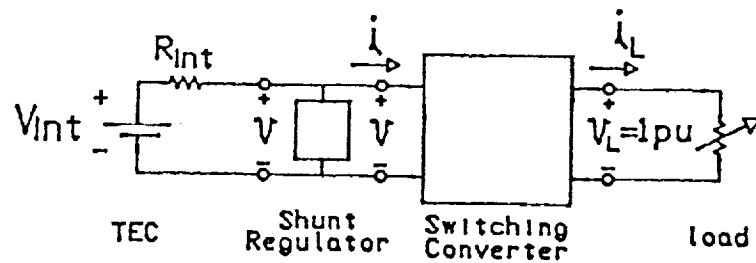 i
i_L
R_Int
+
+
+
+
V_Int
v
v
V_L=1pu
-
-
-
-
TEC
Shunt
Regulator
Switching
Converter
load